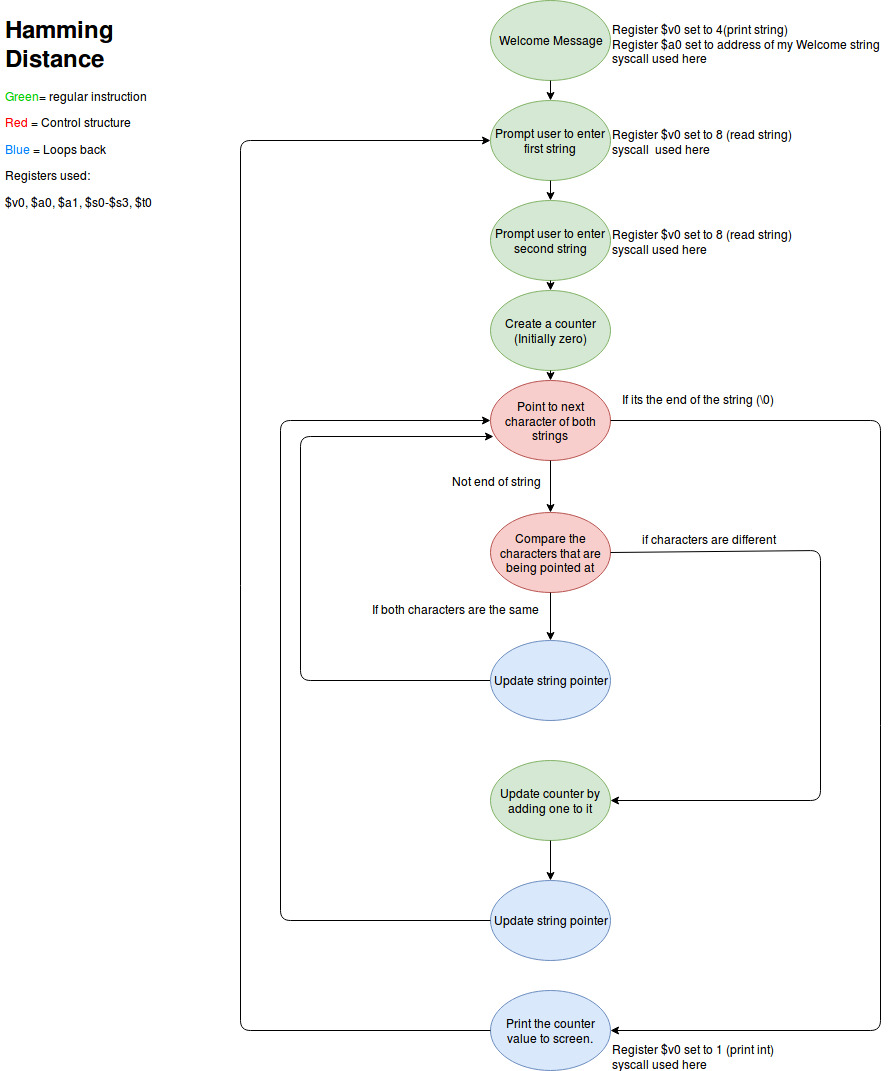 Hamming
Distance
Green= regular instruction
Red = Control structure
Blue = Loops back
Registers used:
$v0, $a0, $a1, $s0-$s3, $t0
Welcome Message
Register $v0 set to 4(print string)
Register $a0 set to address of my Welcome string
syscall used here
Prompt user to enter
first string
Register $v0 set to 8 (read string)
syscall  used here
Prompt user to enter
second string
Register $v0 set to 8 (read string)
syscall used here
Create a counter
(Initially zero)
Point to next
character of both
strings
If its the end of the string (\0)
Not end of string
Compare the
characters that are
being pointed at
if characters are different
If both characters are the same
Update string pointer
Update counter by
adding one to it
Update string pointer
Print the counter
value to screen.
Register $v0 set to 1 (print int)
syscall used here